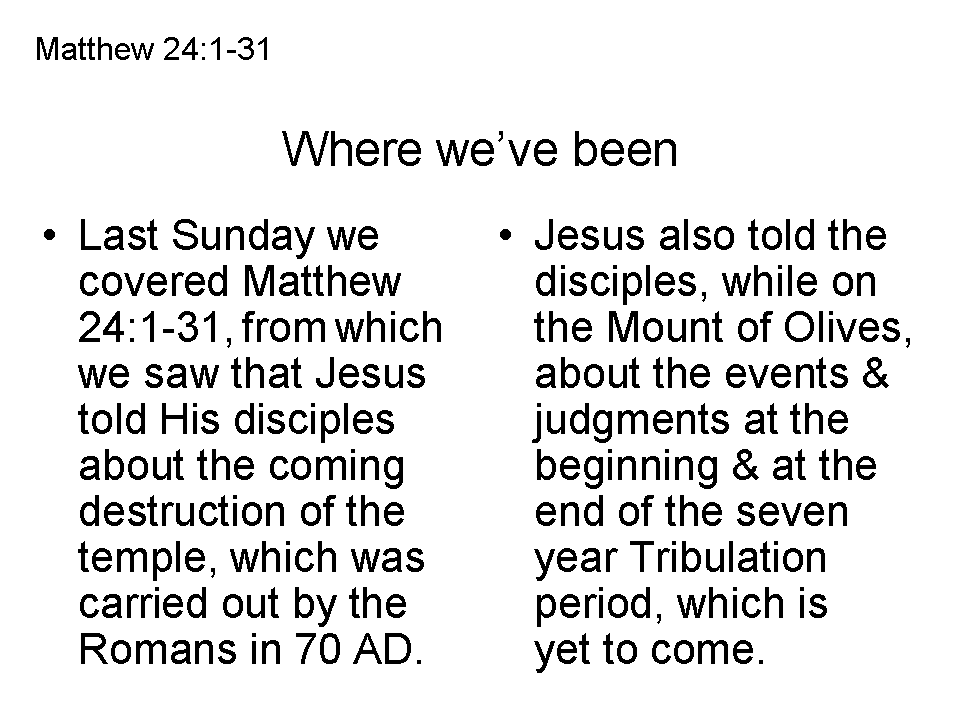 Matthew 24:1-31
Where we’ve been
• Last Sunday we
covered Matthew
24:1-31, from which
we saw that Jesus
told His disciples
about the coming
destruction of the
temple, which was
carried out by the
Romans in 70 AD.
• Jesus also told the
disciples, while on
the Mount of Olives,
about the events &
judgments at the
beginning & at the
end of the seven
year Tribulation
period, which is
yet to come.